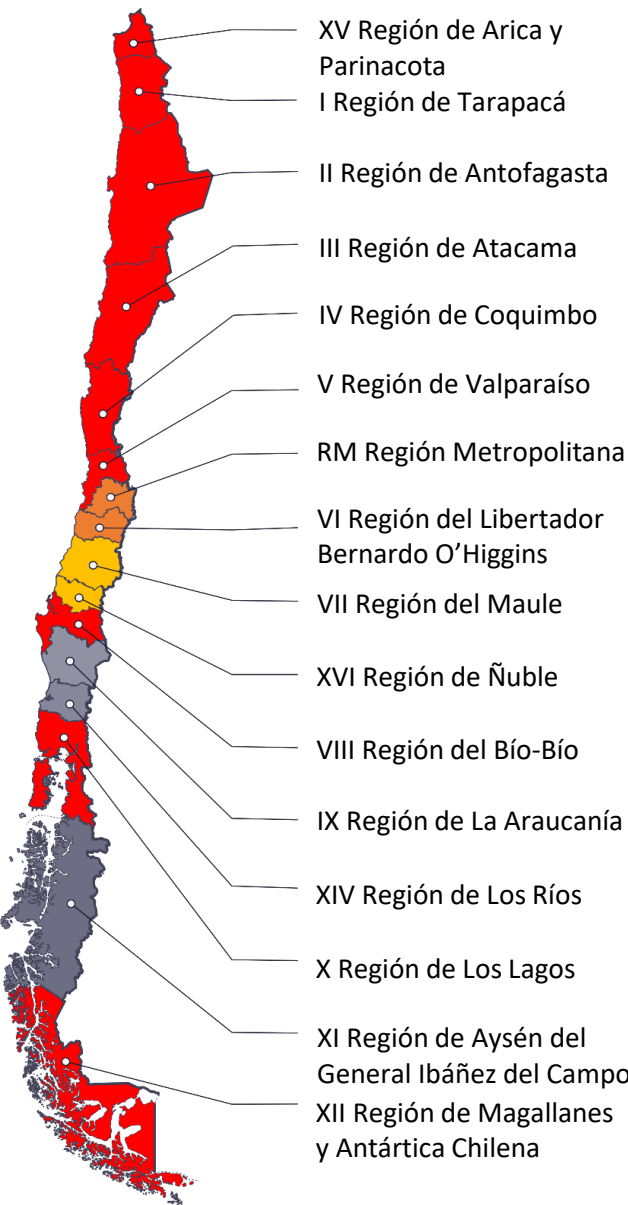 XV Región de Arica y
Parinacota
I Región de Tarapacá
II Región de Antofagasta
III Región de Atacama
IV Región de Coquimbo
V Región de Valparaíso
RM Región Metropolitana
VI Región del Libertador
Bernardo O’Higgins
VII Región del Maule
XVI Región de Ñuble
VIII Región del Bío-Bío
IX Región de La Araucanía
XIV Región de Los Ríos
X Región de Los Lagos
XI Región de Aysén del
General Ibáñez del Campo
XII Región de Magallanes
y Antártica Chilena